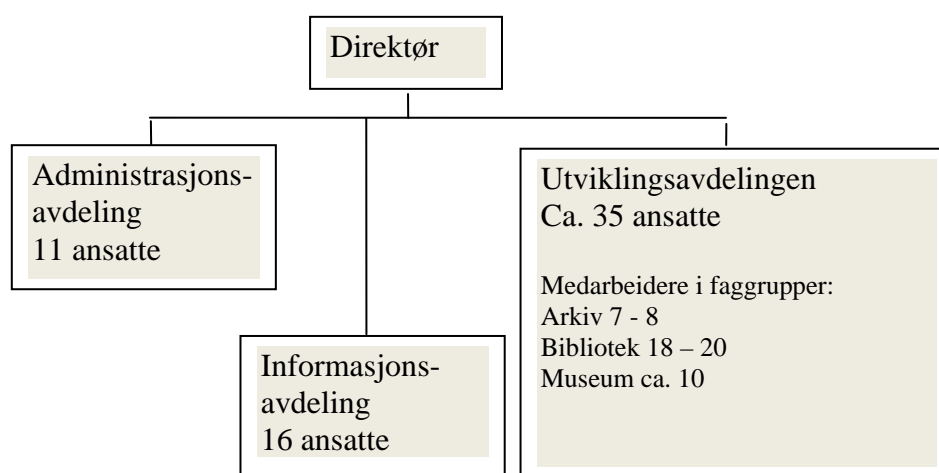 Direktør
Administrasjons-
avdeling
11 ansatte
Informasjons-
avdeling
16 ansatte
Utviklingsavdelingen
Ca. 35 ansatte
Medarbeidere i faggrupper:
Arkiv 7 - 8
Bibliotek 18 – 20
Museum ca. 10